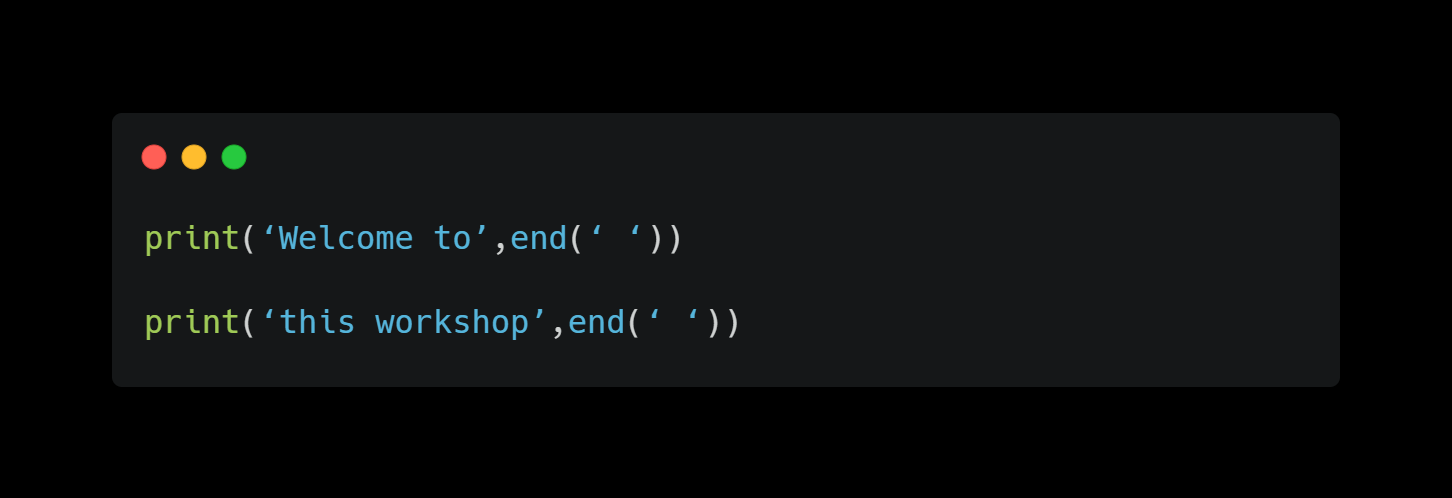 print(‘Welcome to’,end(‘ ‘))
print(‘this workshop’,end(‘ ‘))